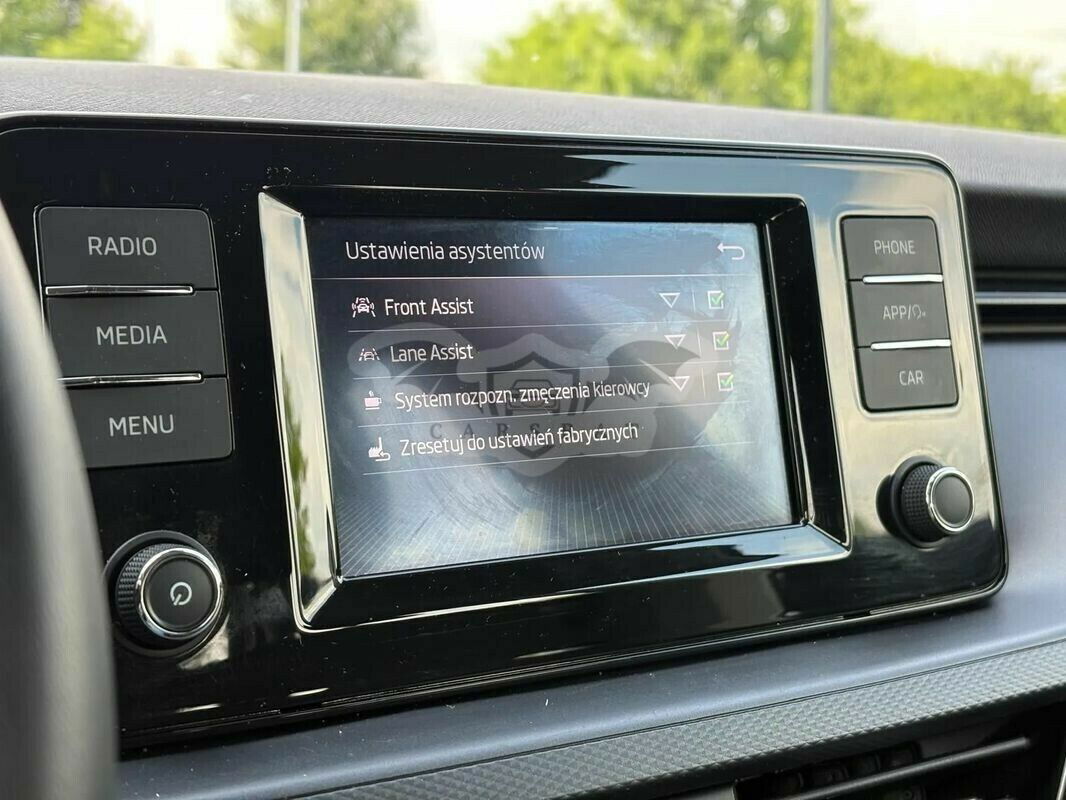 RADIO
MEDIA
MENU
Ustawienia asystentów
Front Assist
Lane Assist
System rozpozn. zmęczenia kierowcy
Zresetuj do ustawień fabrycznych
PHONE
APP/
CAR